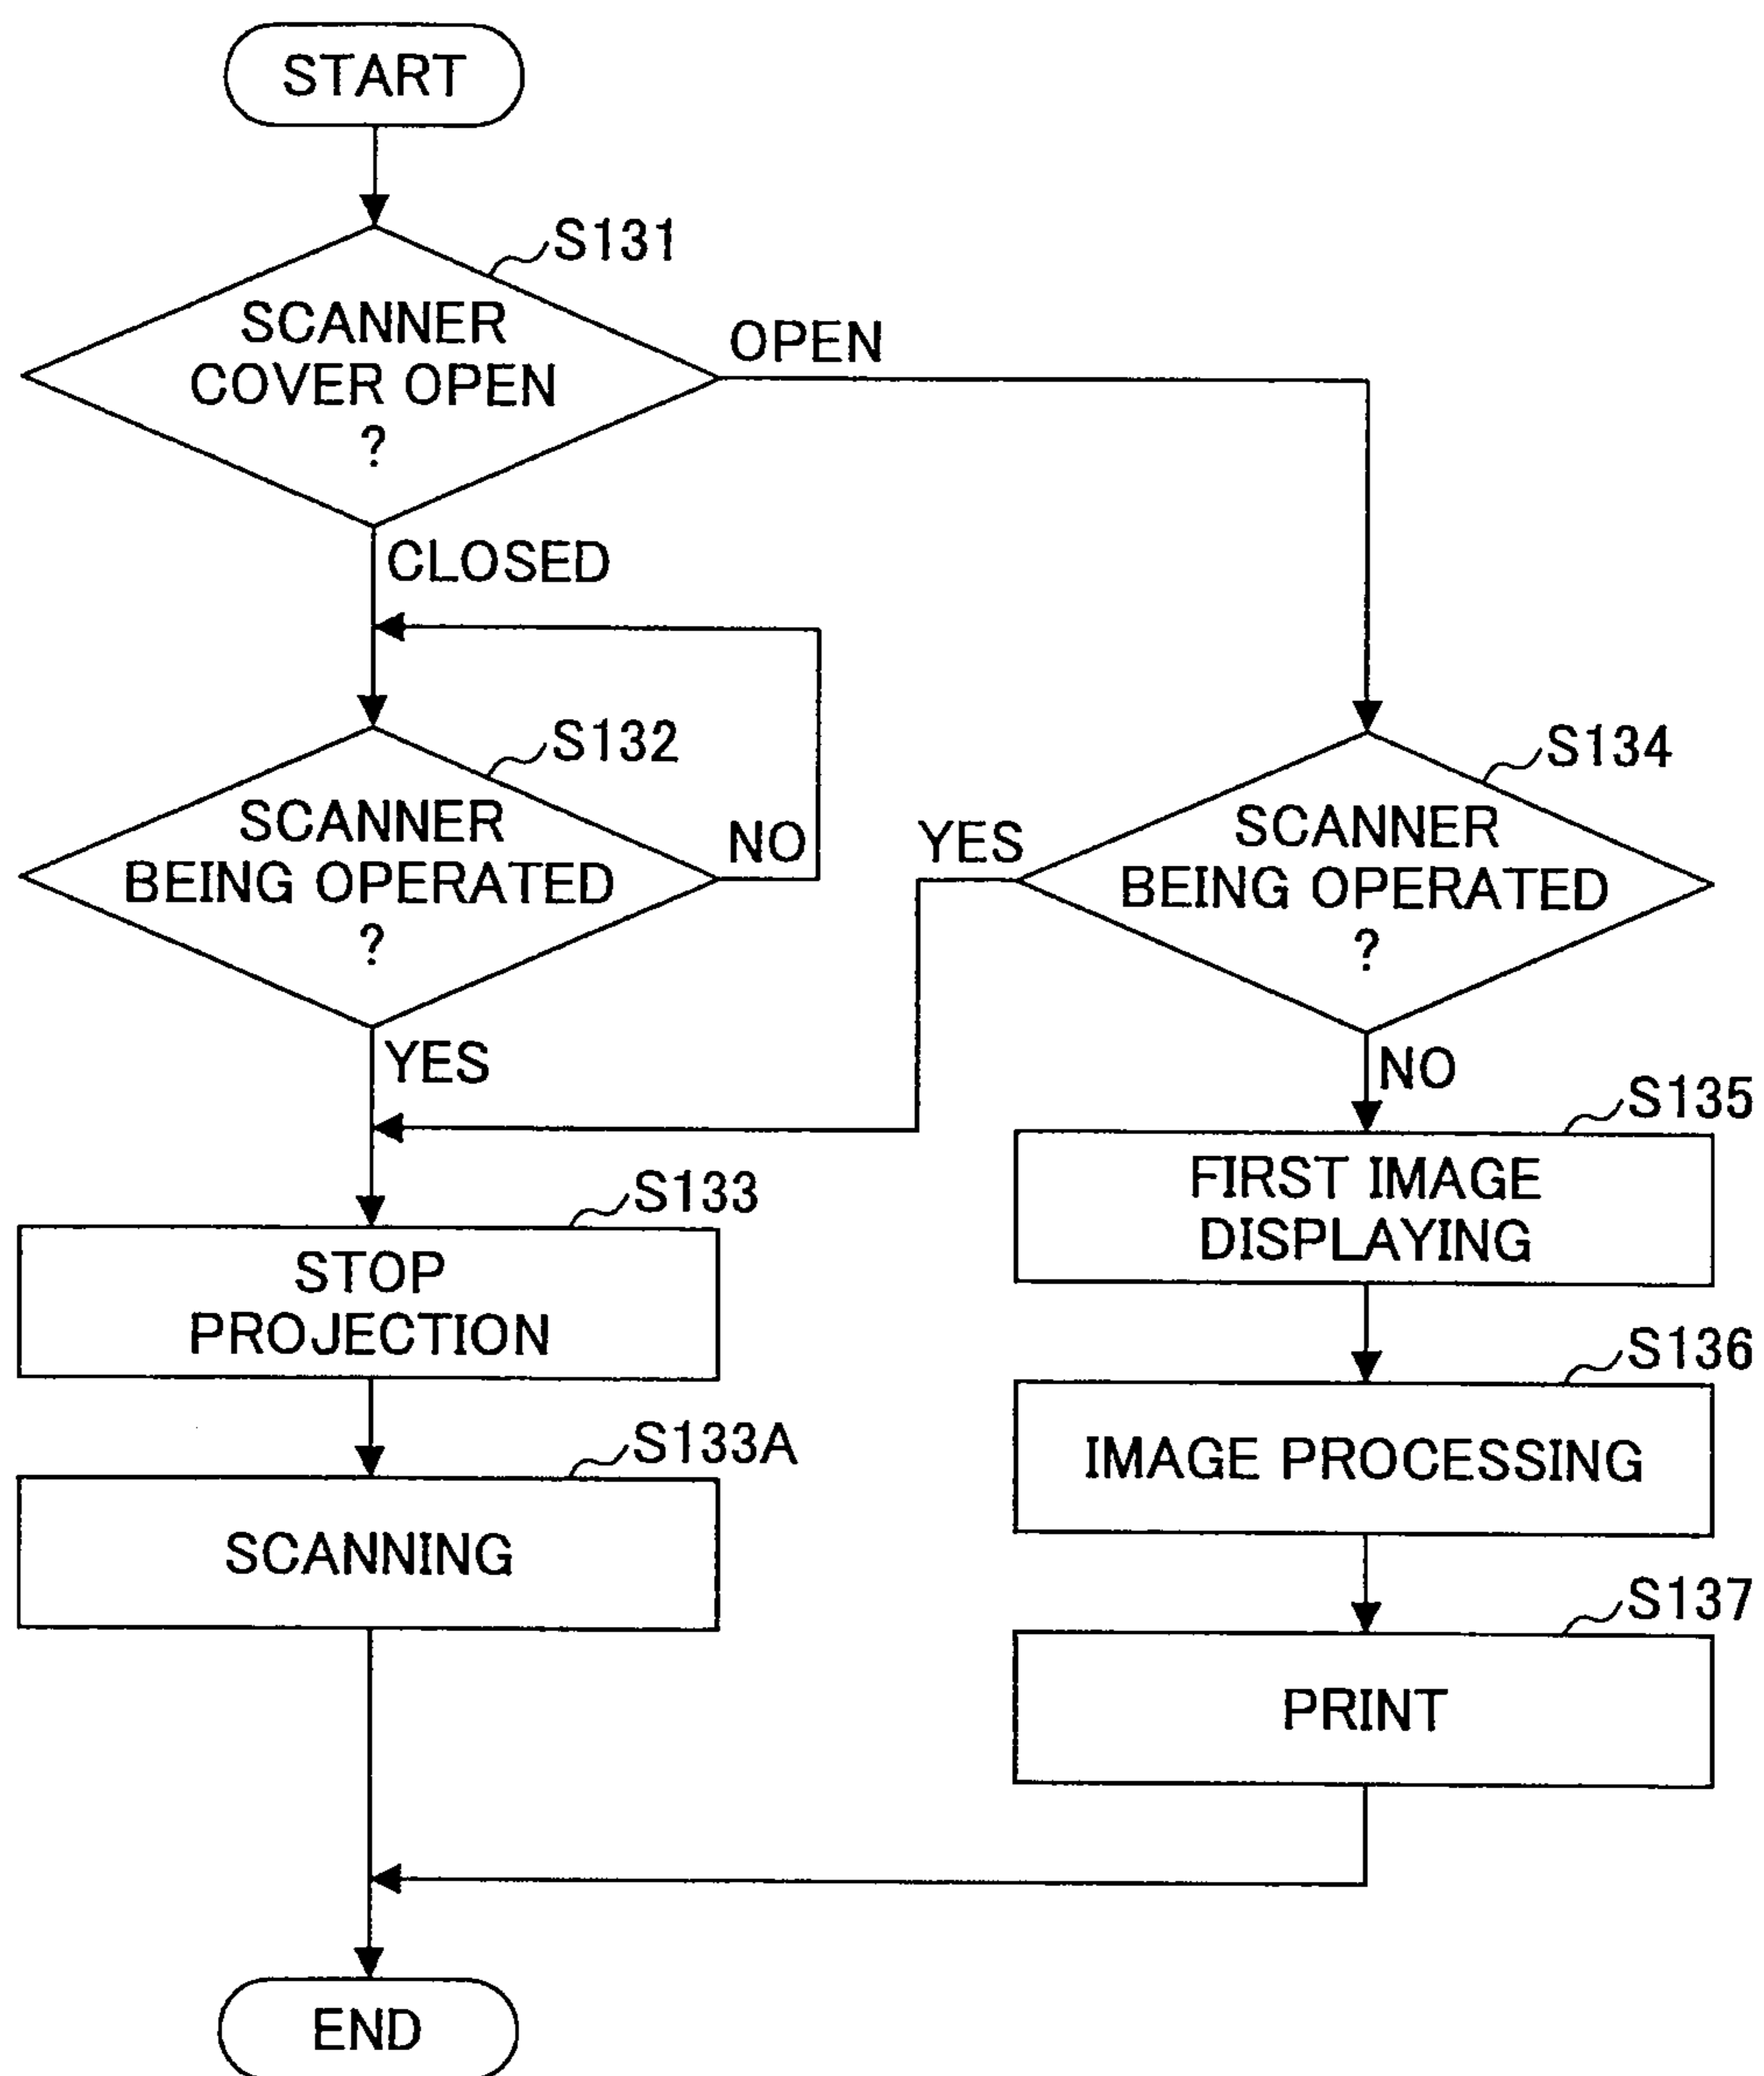 START
S131
SCANNER
COVER OPEN
?
OPEN
CLOSED
S132
SCANNER
BEING OPERATED
?
NO
YES
S134
SCANNER
BEING OPERATED
?
YES
NO
S133
STOP
PROJECTION
S133A
SCANNING
S135
FIRST IMAGE
DISPLAYING
S136
IMAGE PROCESSING
S137
PRINT
END